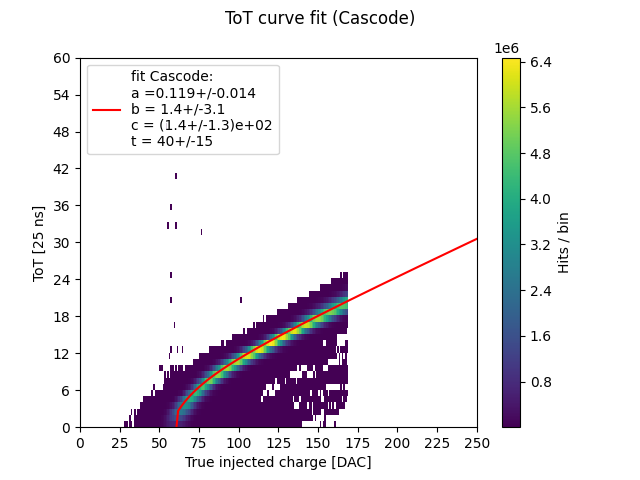 ToT curve fit (Cascode)
1e6
60
54
48
42
36
30
24
18
12
6
0
ToT [25 ns]
fit Cascode:
a =0.119+/-0.014
b = 1.4+/-3.1
c = (1.4+/-1.3)e+02
t = 40+/-15
0 25 50 75 100 125 150 175 200 225 250
True injected charge [DAC]
6.4
5.6
4.8
4.0
3.2
2.4
1.6
0.8
Hits / bin